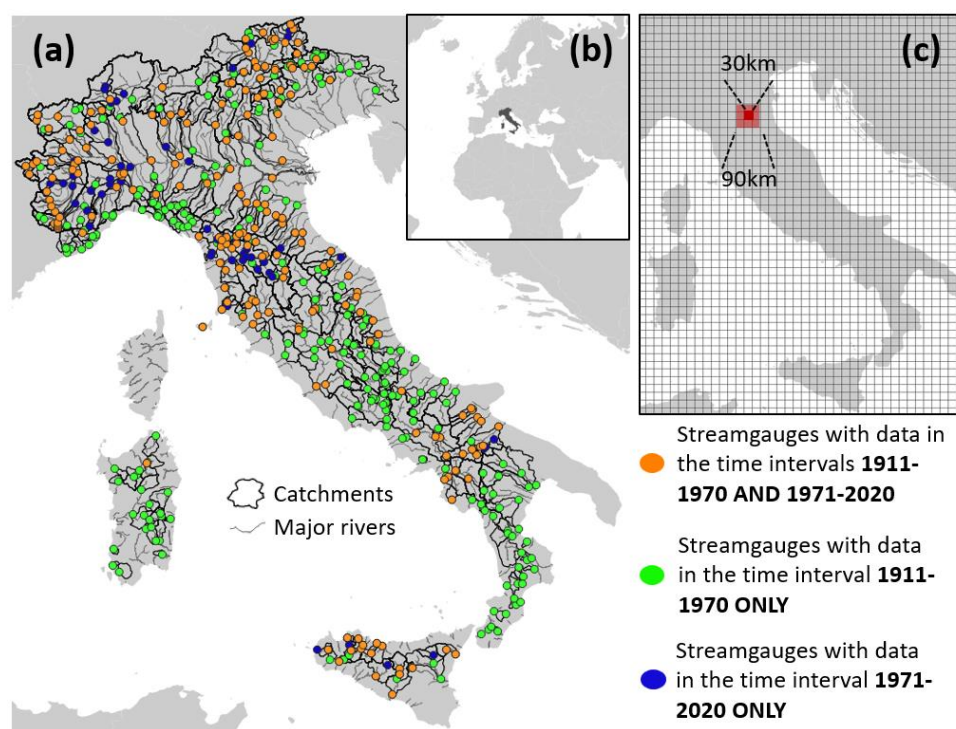 (a)
(b)
(c)
30km
90km
Catchments
Major rivers
Streamgauges with data in
the time intervals 1911-
1970 AND 1971-2020
Streamgauges with data
in the time interval 1911-
1970 ONLY
Streamgauges with data
in the time interval 1971-
2020 ONLY